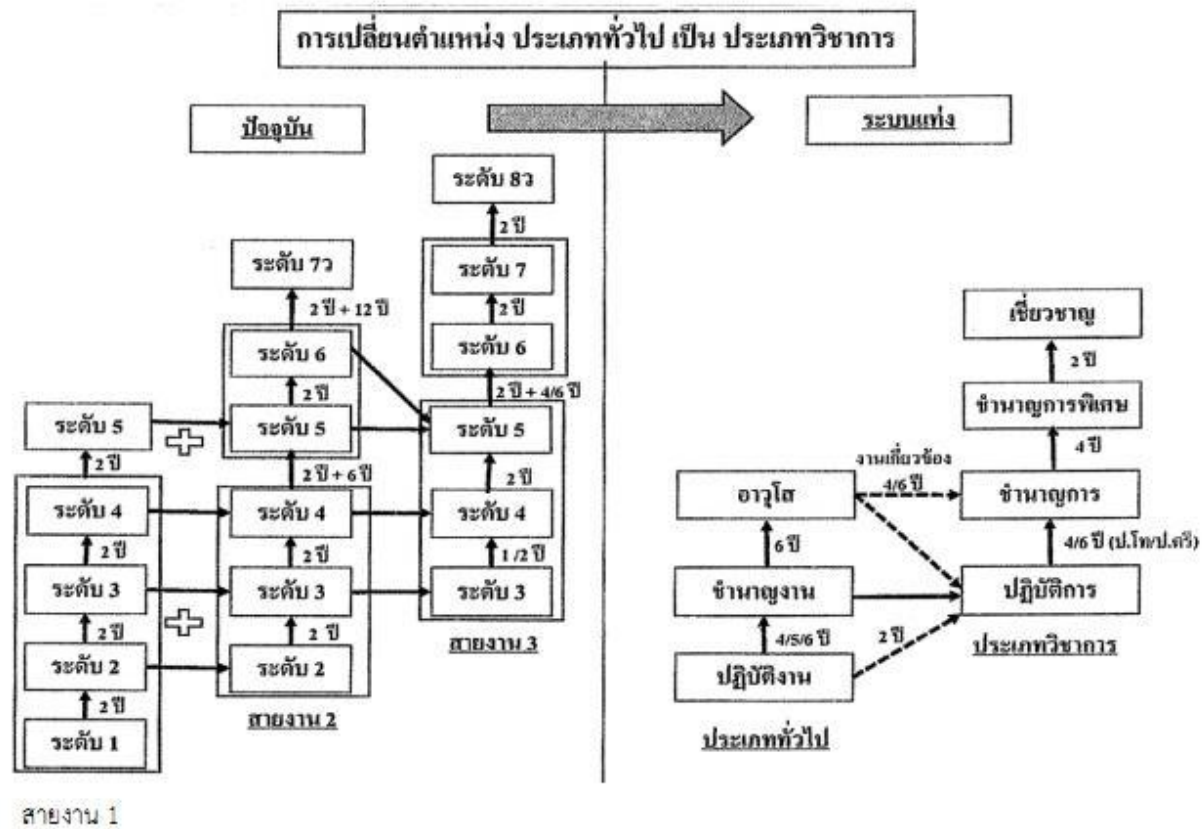 การเปลี่ยนตำแหน่ง ประเภททั่วไป เป็น ประเภทวิชาการ
ปัจจุบัน
ระบบแท่ง
ระดับ 8ว
2 ปี
ระดับ 7
2 ปี
ระดับ 6
2 ปี + 4/6 ปี
ระดับ 5
2 ปี
ระดับ 4
1 /2 ปี
ระดับ 3
สายงาน 3
ระดับ 7ว
2 ปี + 12 ปี
ระดับ 6
2 ปี
ระดับ 5
2 ปี + 6 ปี
ระดับ 4
2 ปี
ระดับ 3
2 ปี
ระดับ 2
สายงาน 2
ระดับ 5
2 ปี
ระดับ 4
2 ปี
ระดับ 3
2 ปี
ระดับ 2
2 ปี
ระดับ 1
สายงาน 1
เชี่ยวชาญ
2 ปี
ชำนาญการพิเศษ
4 ปี
ชำนาญการ
4/6 ปี (ป.โท/ป.ตรี)
ปฏิบัติการ
ประเภทวิชาการ
งานเกี่ยวข้อง
4/6 ปี
อาวุโส
6 ปี
ชำนาญงาน
4/5/6 ปี
2 ปี
ปฏิบัติงาน
ประเภททั่วไป